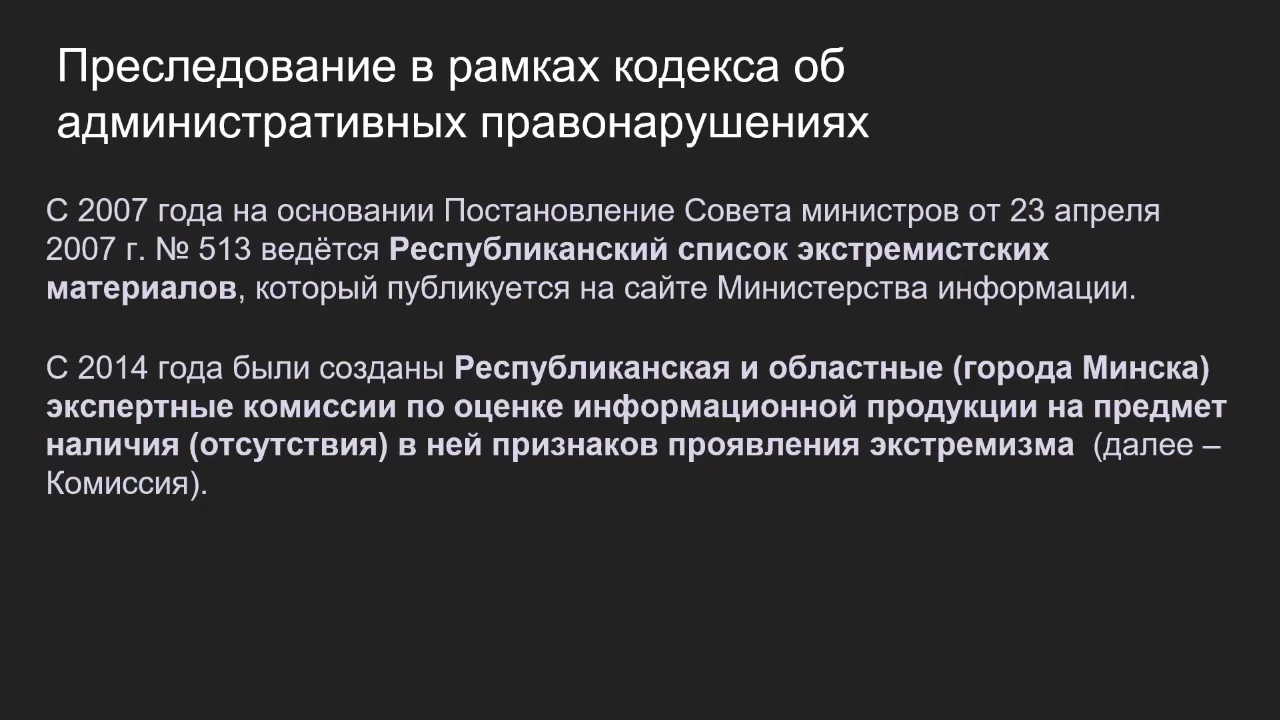 Преследование в рамках кодекса об
административных правонарушениях
С 2007 года на основании Постановление Совета министров от 23 апреля
2007 г. № 513 ведётся Республиканский список экстремистских
материалов, который публикуется на сайте Министерства информации.
С 2014 года были созданы Республиканская и областные (города Минска)
экспертные комиссии по оценке информационной продукции на предмет
наличия (отсутствия) в ней признаков проявления экстремизма (далее –
Комиссия).